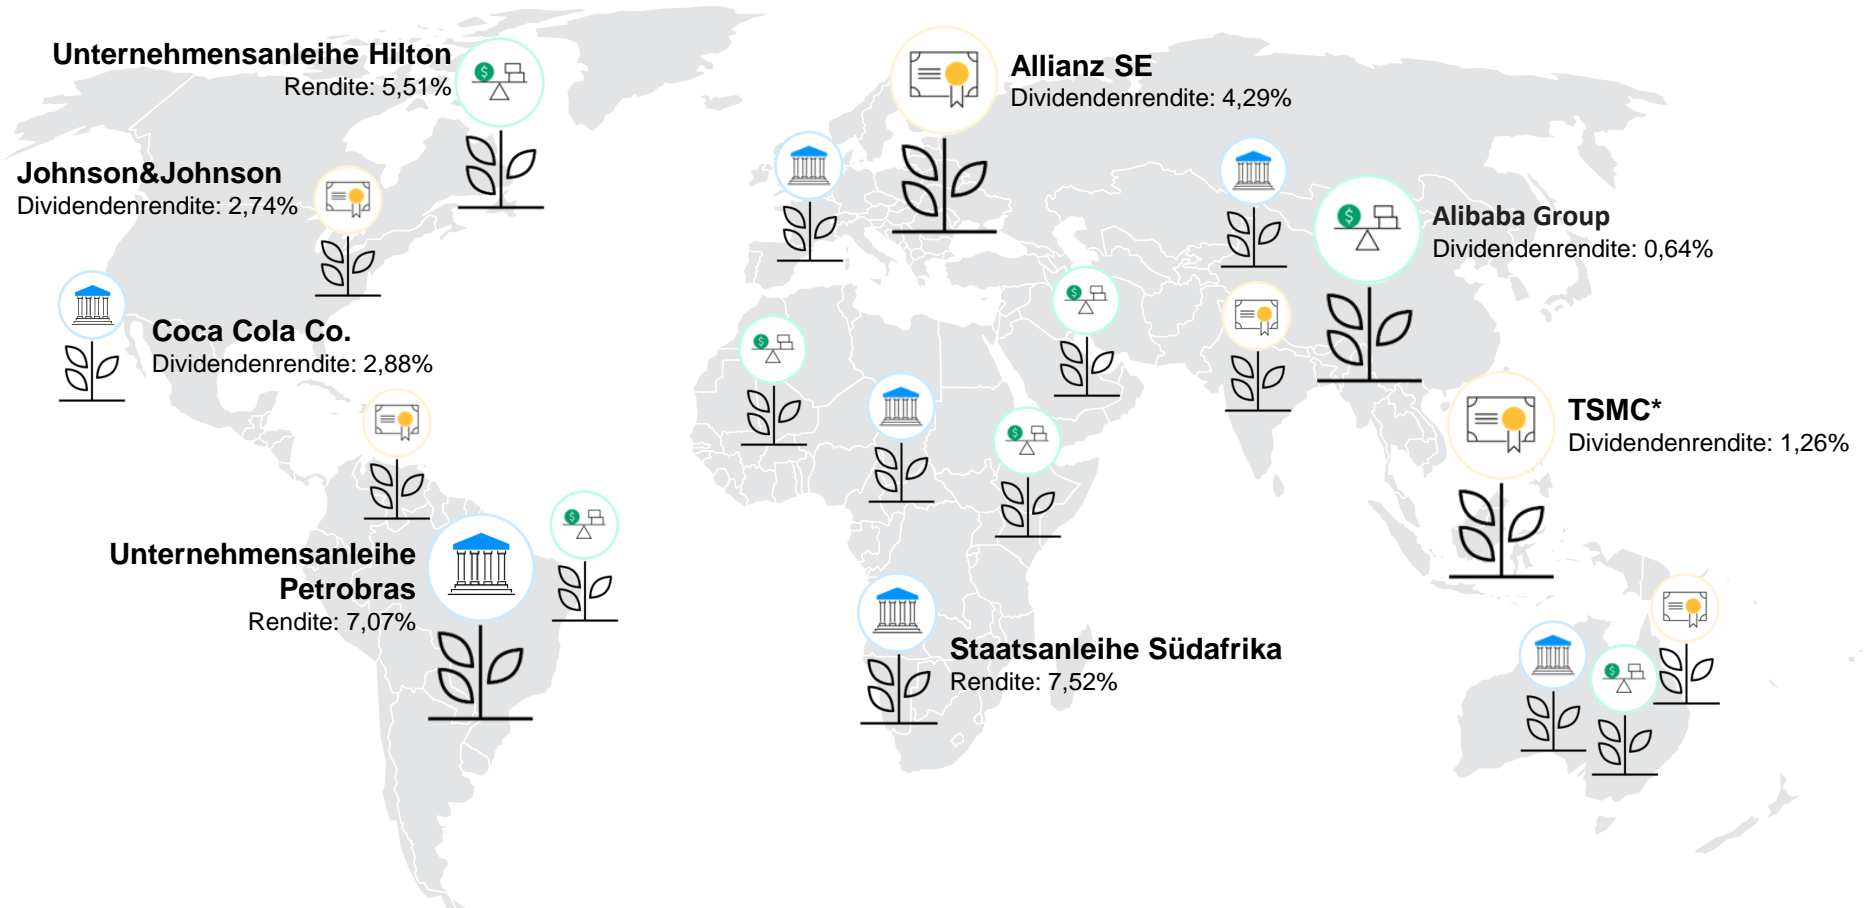 Unternehmensanleihe Hilton
Rendite: 5,51%
Allianz SE
Dividendenrendite: 4,29%
Johnson&Johnson
Dividendenrendite: 2,74%
Alibaba Group
Dividendenrendite: 0,64%
Coca Cola Co.
Dividendenrendite: 2,88%
TSMC*
Dividendenrendite: 1,26%
Unternehmensanleihe
Petrobras
Rendite: 7,07%
Staatsanleihe Südafrika
Rendite: 7,52%